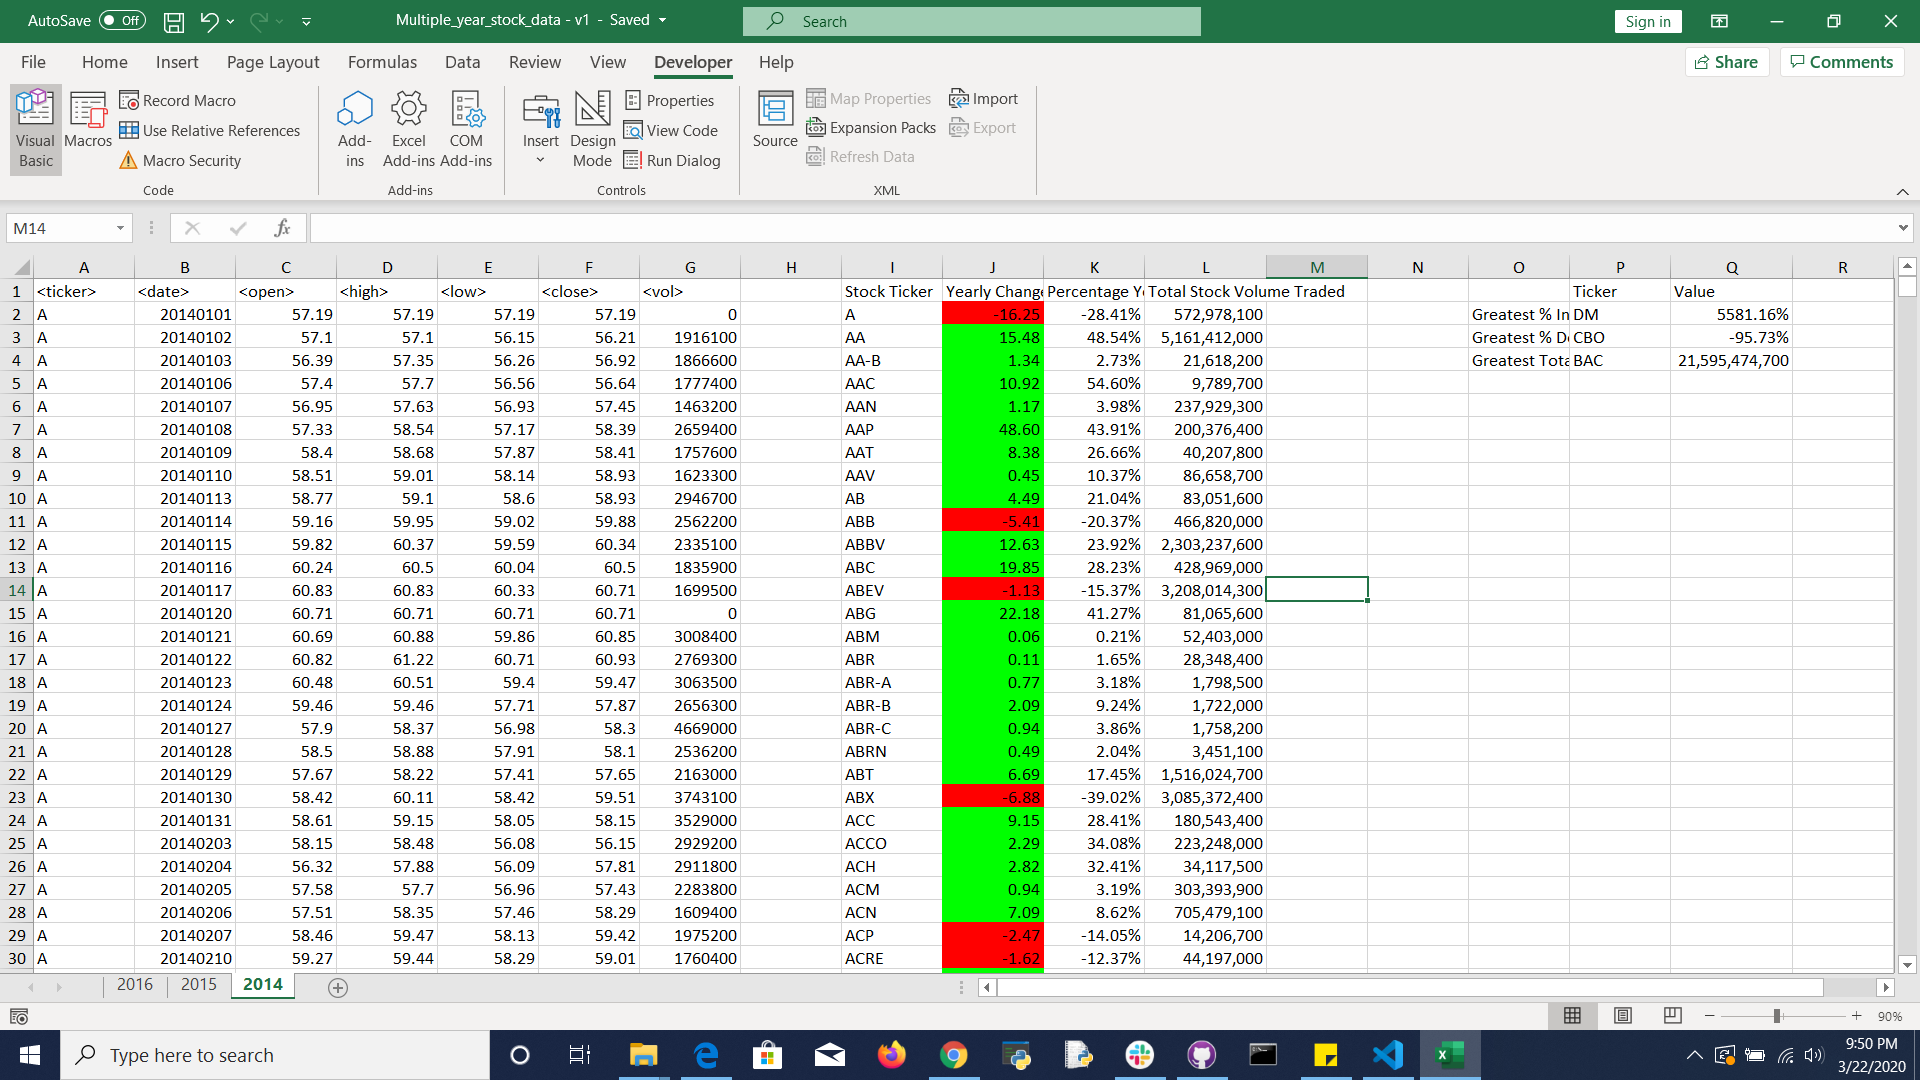 AutoSave Off Multiple_year_stock_data - v1 - Saved Search Sign in
File Home Insert Page Layout Formulas Data Review View Developer Help Share Comments
Visual Basic Macros Record Macro Use Relative References Macro Security Code
Add-ins Excel Add-ins COM Add-ins Add-ins
Insert Design Mode Properties View Code Run Dialog Controls
Source Map Properties Expansion Packs Refresh Data Import Export XML
M14 fx
A B C D E F G H I J K L M N O P Q R
1 <ticker> <date> <open> <high> <low> <close> <vol> Stock Ticker Yearly Change Percentage Y Total Stock Volume Traded Ticker Value
2 A 20140101 57.19 57.19 57.19 57.19 0 A -16.25 -28.41% 572,978,100 Greatest % In DM 5581.16%
3 A 20140102 57.1 57.1 56.15 56.21 1916100 AA 15.48 48.54% 5,161,412,000 Greatest % D CBO -95.73%
4 A 20140103 56.39 57.35 56.26 56.92 1866600 AA-B 1.34 2.73% 21,618,200 Greatest Tota BAC 21,595,474,700
5 A 20140106 57.4 57.7 56.56 56.64 1777400 AAC 10.92 54.60% 9,789,700
6 A 20140107 56.95 57.63 56.93 57.45 1463200 AAN 1.17 3.98% 237,929,300
7 A 20140108 57.33 58.54 57.17 58.39 2659400 AAP 48.60 43.91% 200,376,400
8 A 20140109 58.4 58.68 57.87 58.41 1757600 AAT 8.38 26.66% 40,207,800
9 A 20140110 58.51 59.01 58.14 58.93 1623300 AAV 0.45 10.37% 86,658,700
10 A 20140113 58.77 59.1 58.6 58.93 2946700 AB 4.49 21.04% 83,051,600
11 A 20140114 59.16 59.95 59.02 59.88 2562200 ABB -5.41 -20.37% 466,820,000
12 A 20140115 59.82 60.37 59.59 60.34 2335100 ABBV 12.63 23.92% 2,303,237,600
13 A 20140116 60.24 60.5 60.04 60.5 1835900 ABC 19.85 28.23% 428,969,000
14 A 20140117 60.83 60.83 60.33 60.71 1699500 ABEV -1.13 -15.37% 3,208,014,300
15 A 20140120 60.71 60.71 60.71 60.71 0 ABG 22.18 41.27% 81,065,600
16 A 20140121 60.69 60.88 59.86 60.85 3008400 ABM 0.06 0.21% 52,403,000
17 A 20140122 60.82 61.22 60.71 60.93 2769300 ABR 0.11 1.65% 28,348,400
18 A 20140123 60.48 60.51 59.4 59.47 3063500 ABR-A 0.77 3.18% 1,798,500
19 A 20140124 59.46 59.46 57.71 57.87 2656300 ABR-B 2.09 9.24% 1,722,000
20 A 20140127 57.9 58.37 56.98 58.3 4669000 ABR-C 0.94 3.86% 1,758,200
21 A 20140128 58.5 58.88 57.91 58.1 2536200 ABRN 0.49 2.04% 3,451,100
22 A 20140129 57.67 58.22 57.41 57.65 2163000 ABT 6.69 17.45% 1,516,024,700
23 A 20140130 58.42 60.11 58.42 59.51 3743100 ABX -6.88 -39.02% 3,085,372,400
24 A 20140131 58.61 59.15 58.05 58.15 3529000 ACC 9.15 28.41% 180,543,400
25 A 20140203 58.15 58.48 56.08 56.15 2929200 ACCO 2.29 34.08% 223,248,000
26 A 20140204 56.32 57.88 56.09 57.81 2911800 ACH 2.82 32.41% 34,117,500
27 A 20140205 57.58 57.7 56.96 57.43 2283800 ACM 0.94 3.19% 303,393,900
28 A 20140206 57.51 58.35 57.46 58.29 1609400 ACN 7.09 8.62% 705,479,100
29 A 20140207 58.46 59.47 58.13 59.42 1975200 ACP -2.47 -14.05% 14,206,700
30 A 20140210 59.27 59.44 58.29 59.01 1760400 ACRE -1.62 -12.37% 44,197,000
2016 2015 2014
90%
Type here to search
9:50 PM
3/22/2020